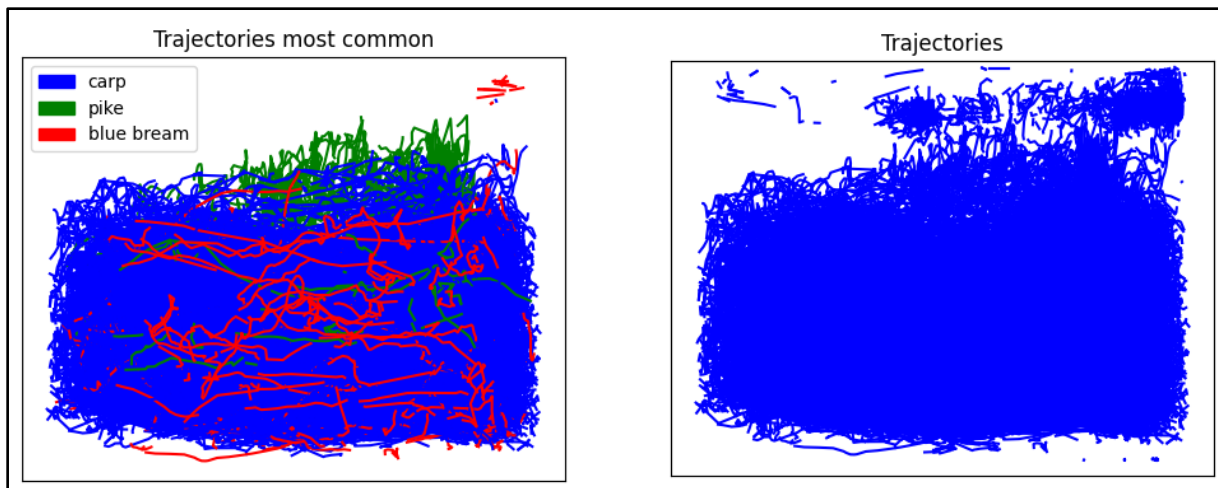 Trajectories most common
carp
pike
blue bream
Trajectories